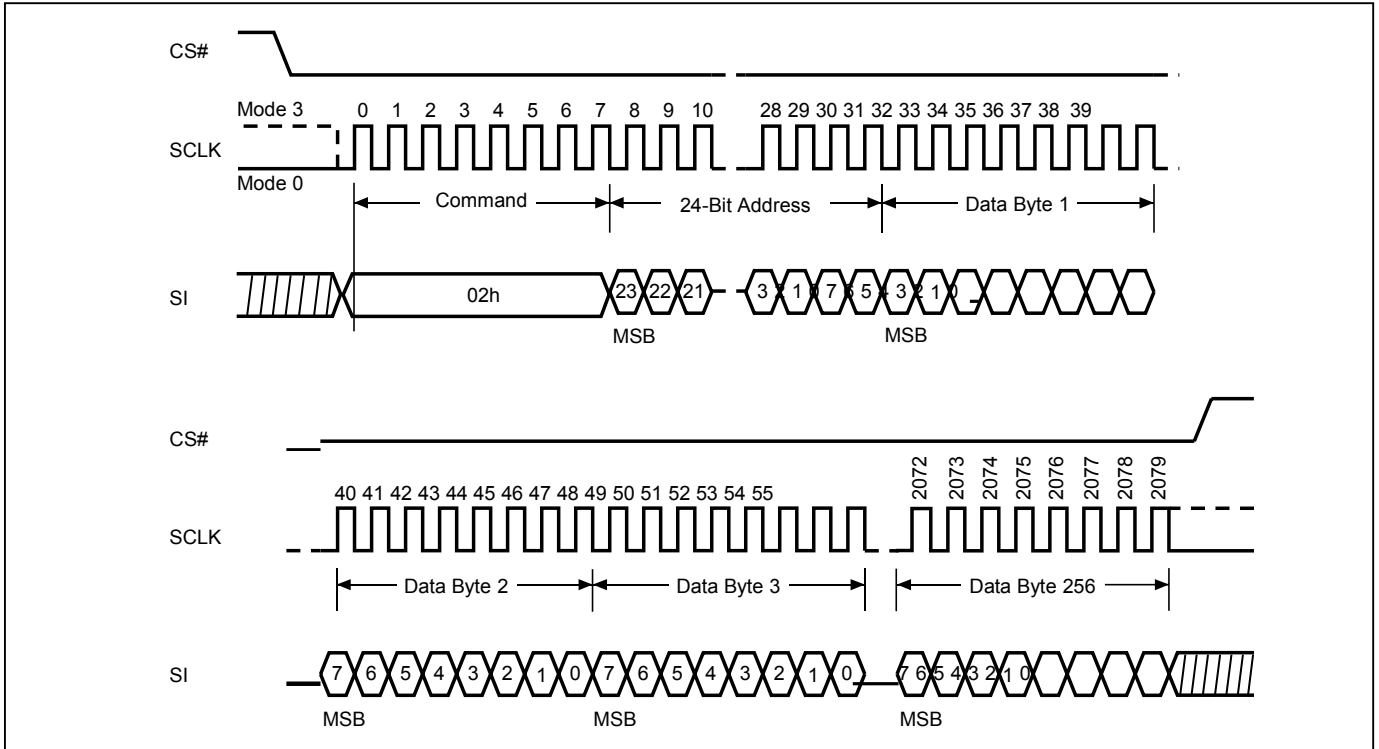 CS#
Mode 3
0 1 2 3 4 5 6 7 8 9 10 28 29 30 31 32 33 34 35 36 37 38 39
SCLK
Mode 0
Command 24-Bit Address Data Byte 1
SI 02h 23 22 21 3 2 1 0 7 6 5 4 3 2 1 0
MSB MSB
CS#
2072 2073 2074 2075 2076 2077 2078 2079
40 41 42 43 44 45 46 47 48 49 50 51 52 53 54 55
SCLK
Data Byte 2 Data Byte 3 Data Byte 256
SI 7 6 5 4 3 2 1 0 7 6 5 4 3 2 1 0 7 6 5 4 3 2 1 0
MSB MSB MSB